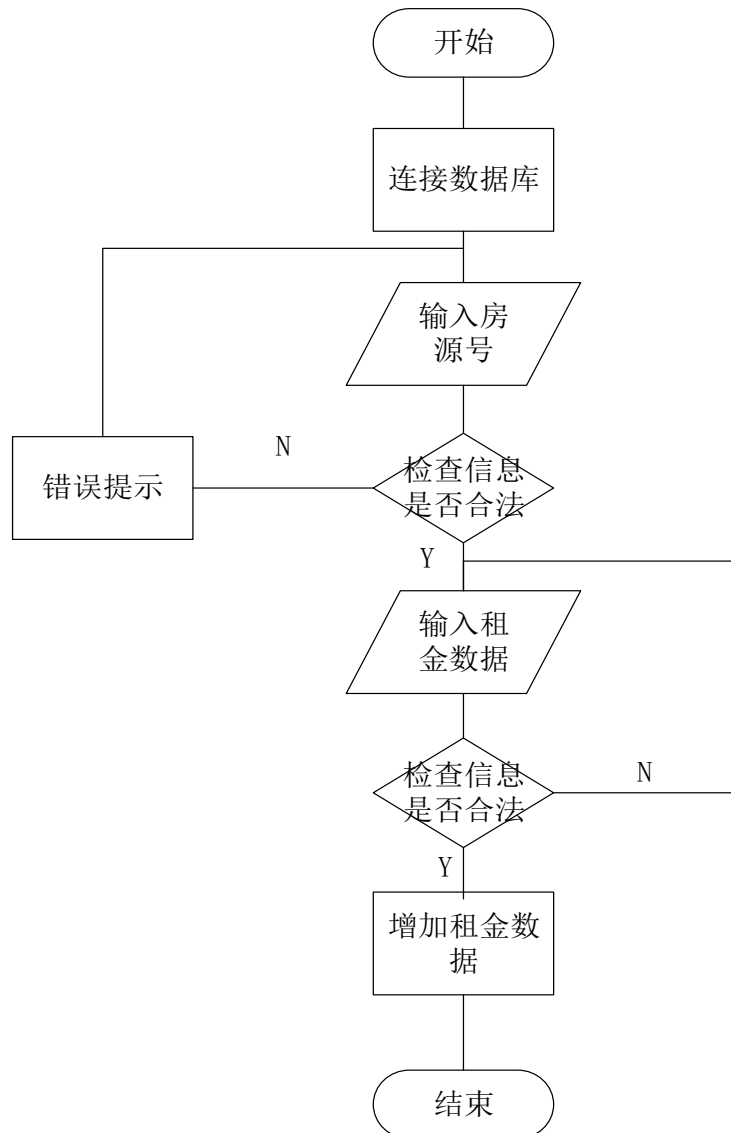 开始
连接数据库
输入房
源号
N
检查信息
是否合法
错误提示
Y
输入租
金数据
检查信息
是否合法
N
Y
增加租金数
据
结束